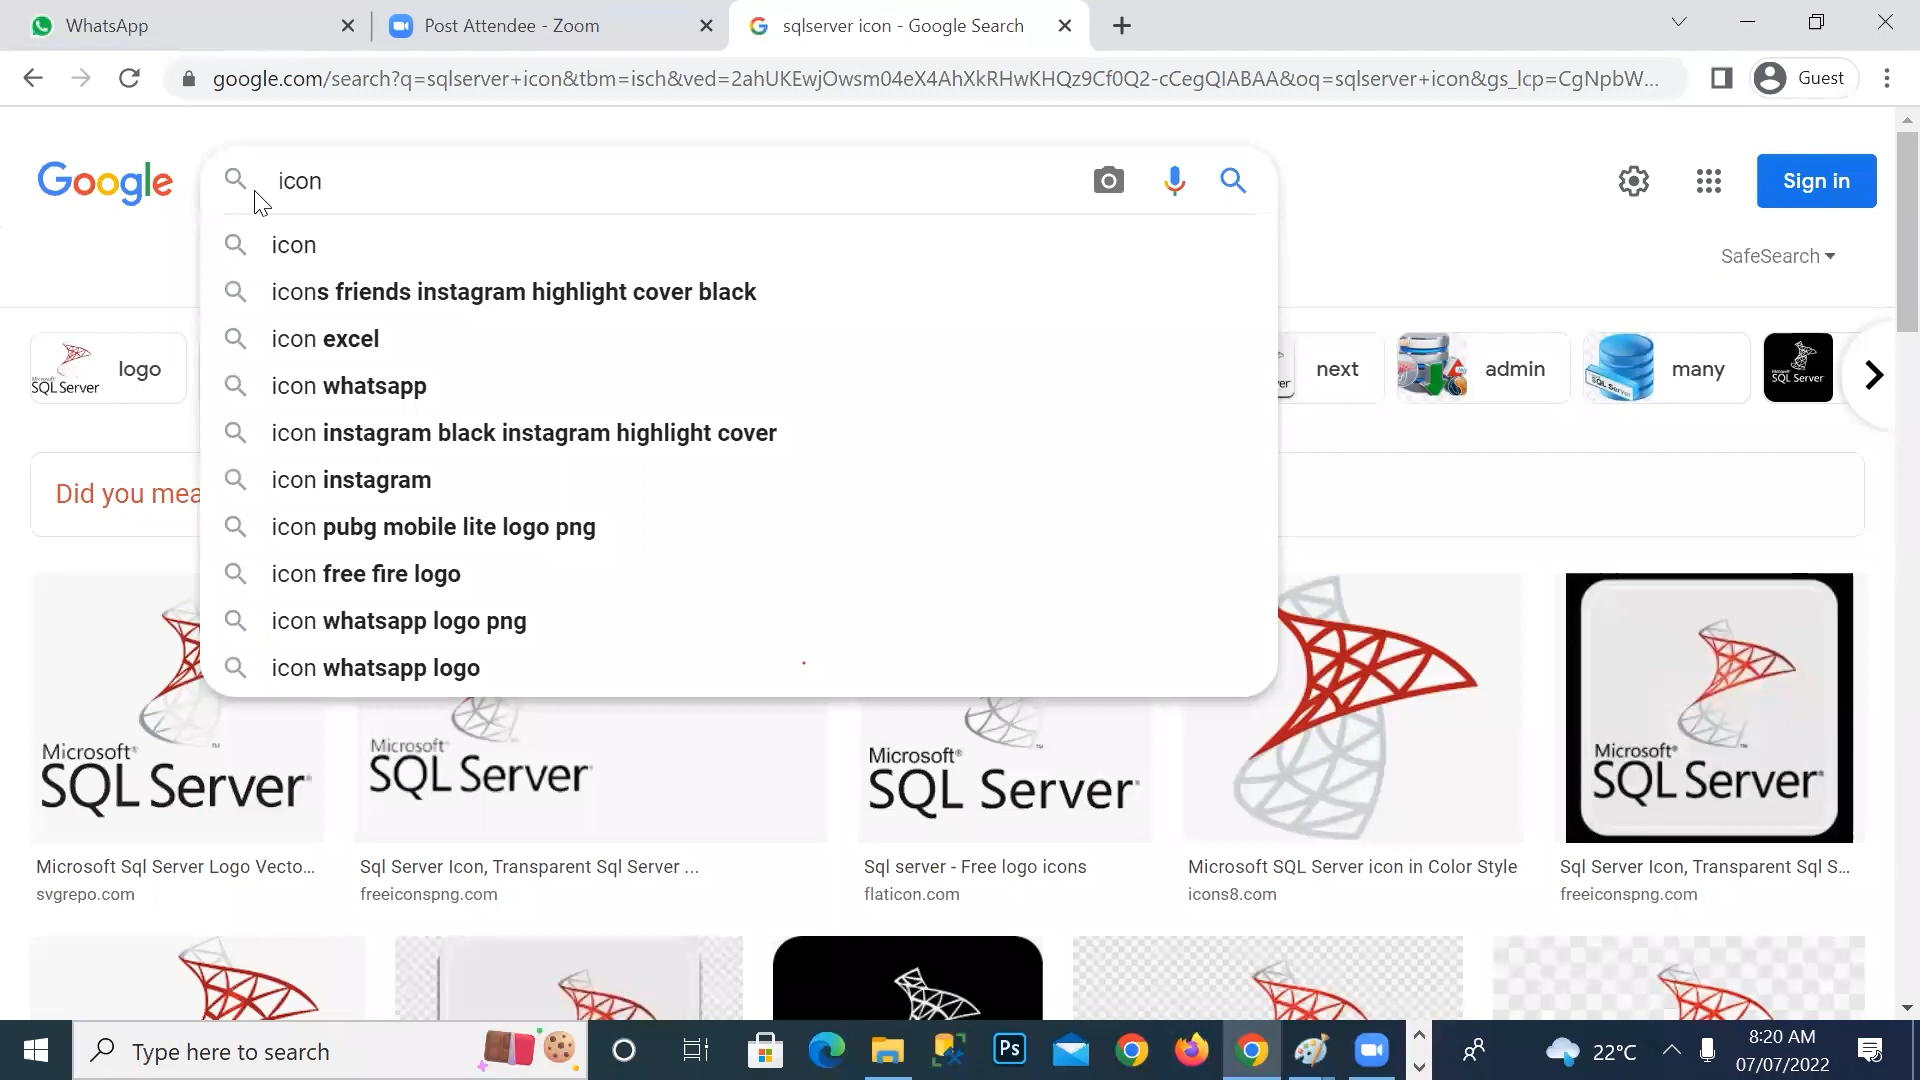 WhatsApp
Post Attendee - Zoom
sqlserver icon - Google Search
google.com/search?q=sqlserver+icon&tbm=isch&ved=2ahUKEwjOwsm04eX4AhXkRHwKHQz9Cf0Q2-cCegQIABAA&oq=sqlserver+icon&gs_lcp=CgNpbW...
Guest
Google
icon
Sign in
icon
SafeSearch
icons friends instagram highlight cover black
icon excel
Microsoft
SQL Server
logo
next
admin
SQL Server
many
Microsoft
SQL Server
icon whatsapp
icon instagram black instagram highlight cover
icon instagram
Did you mea
icon pubg mobile lite logo png
icon free fire logo
icon whatsapp logo png
icon whatsapp logo
Microsoft®
SQL Server®
Microsoft®
SQL Server®
Microsoft®
SQL Server®
Microsoft®
SQL Server®
Microsoft Sql Server Logo Vecto...
svgrepo.com
Sql Server Icon, Transparent Sql Server ...
freeiconspng.com
Sql server - Free logo icons
flaticon.com
Microsoft SQL Server icon in Color Style
icons8.com
Sql Server Icon, Transparent Sql S...
freeiconspng.com
Type here to search
Ps
22°C
8:20 AM
07/07/2022